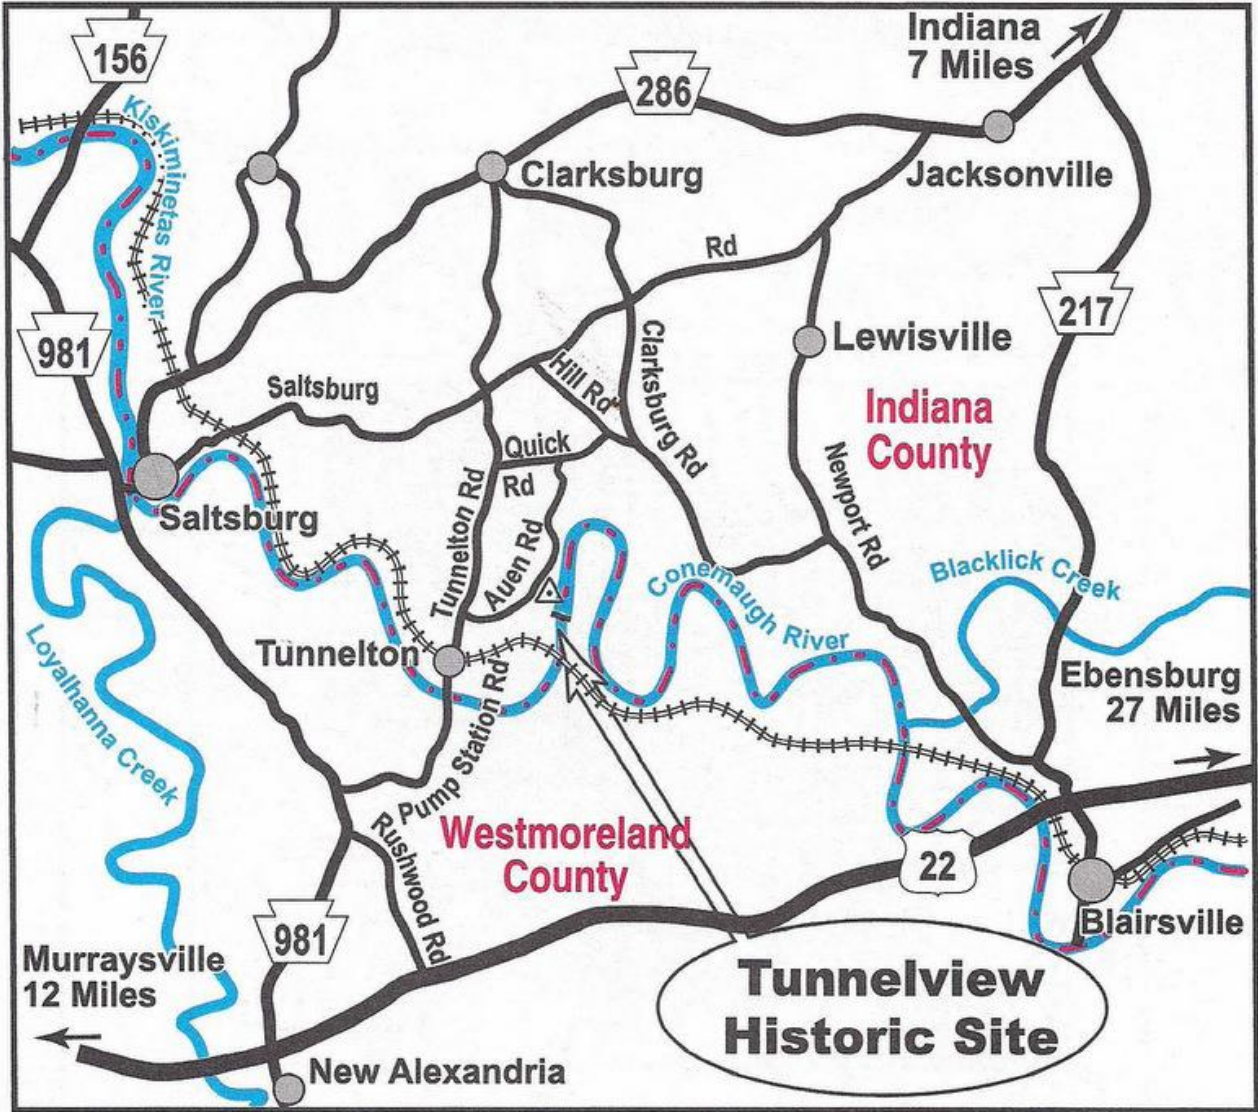 156
Indiana
7 Miles
286
Kiskiminetas River
Clarksburg
Jacksonville
Rd
217
981
Lewisville
Clarksburg Rd
Hill Rd
Saltsburg
Indiana
County
Quick
Rd
Tunnelton Rd
Newport Rd
Saltsburg
Auen Rd
Conemaugh River
Blacklick Creek
Loyalhanna Creek
Tunnelton
Pump Station Rd
Ebensburg
27 Miles
Westmoreland
County
Rushwood Rd
22
981
Blairsville
Murraysville
12 Miles
Tunnelview
Historic Site
New Alexandria